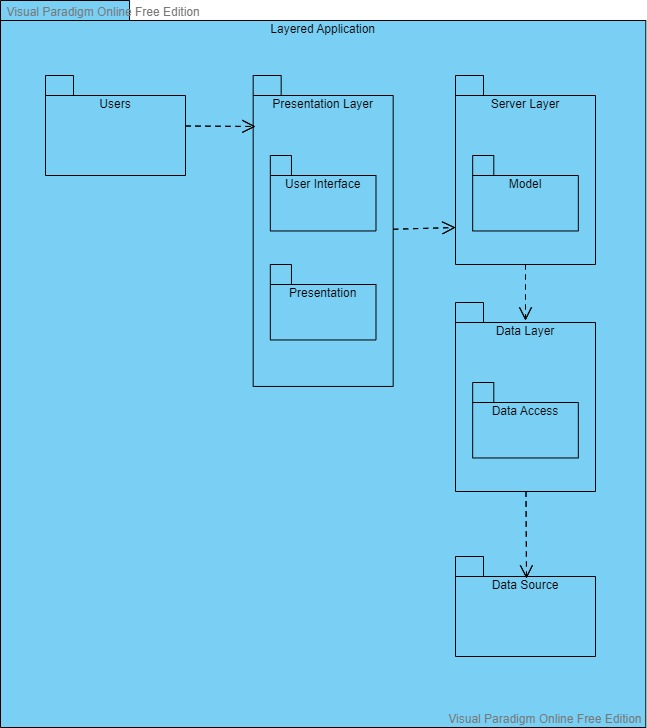 Visual Paradigm Online Free Edition
Layered Application
Users
Presentation Layer
Server Layer
User Interface
Model
Presentation
Data Layer
Data Access
Data Source
Visual Paradigm Online Free Edition